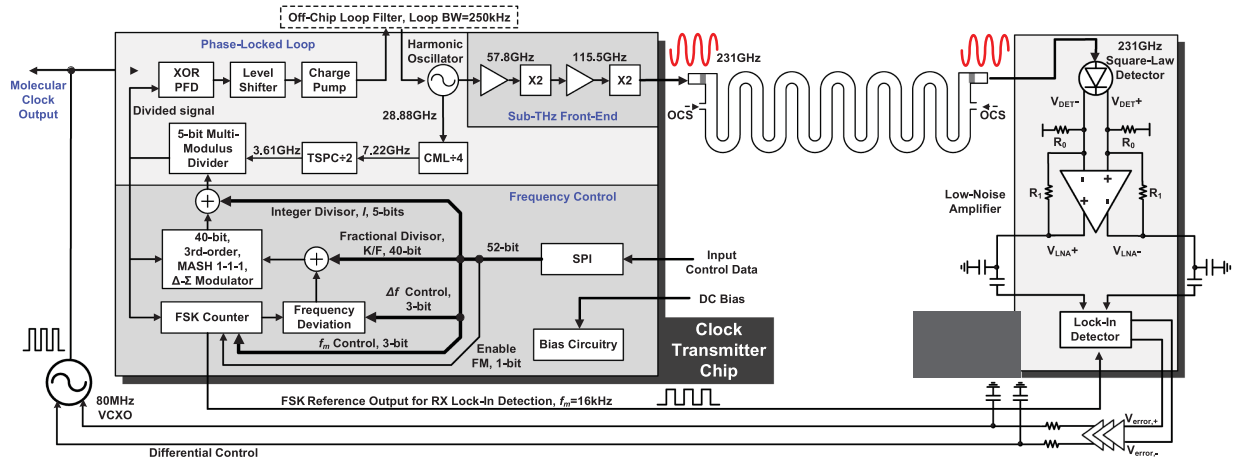 Off-Chip Loop Filter, Loop BW=250kHz
Phase-Locked Loop
Harmonic
Oscillator
57.8GHz
115.5GHz
231GHz
231GHz
Square-Law
Detector
Molecular
Clock
Output
XOR
PFD
Level
Shifter
Charge
Pump
X2
X2
Sub-THz Front-End
OCS
OCS
VDET-
VDET+
Divided signal
28.88GHz
5-bit Multi-
Modulus
Divider
3.61GHz
TSPC÷2
7.22GHz
CML÷4
R0
R0
R1
R1
Low-Noise
Amplifier
VLNA+
VLNA-
Frequency Control
Integer Divisor, I, 5-bits
40-bit,
3rd-order,
MASH 1-1-1,
Δ-Σ Modulator
Fractional Divisor,
K/F, 40-bit
52-bit
SPI
Input
Control Data
Δf Control,
3-bit
DC Bias
FSK Counter
Frequency
Deviation
fm Control, 3-bit
Enable
FM, 1-bit
Bias Circuitry
Clock
Transmitter
Chip
Lock-In
Detector
80MHz
VCXO
FSK Reference Output for RX Lock-In Detection, fm=16kHz
Verror,+
Verror,-
Differential Control